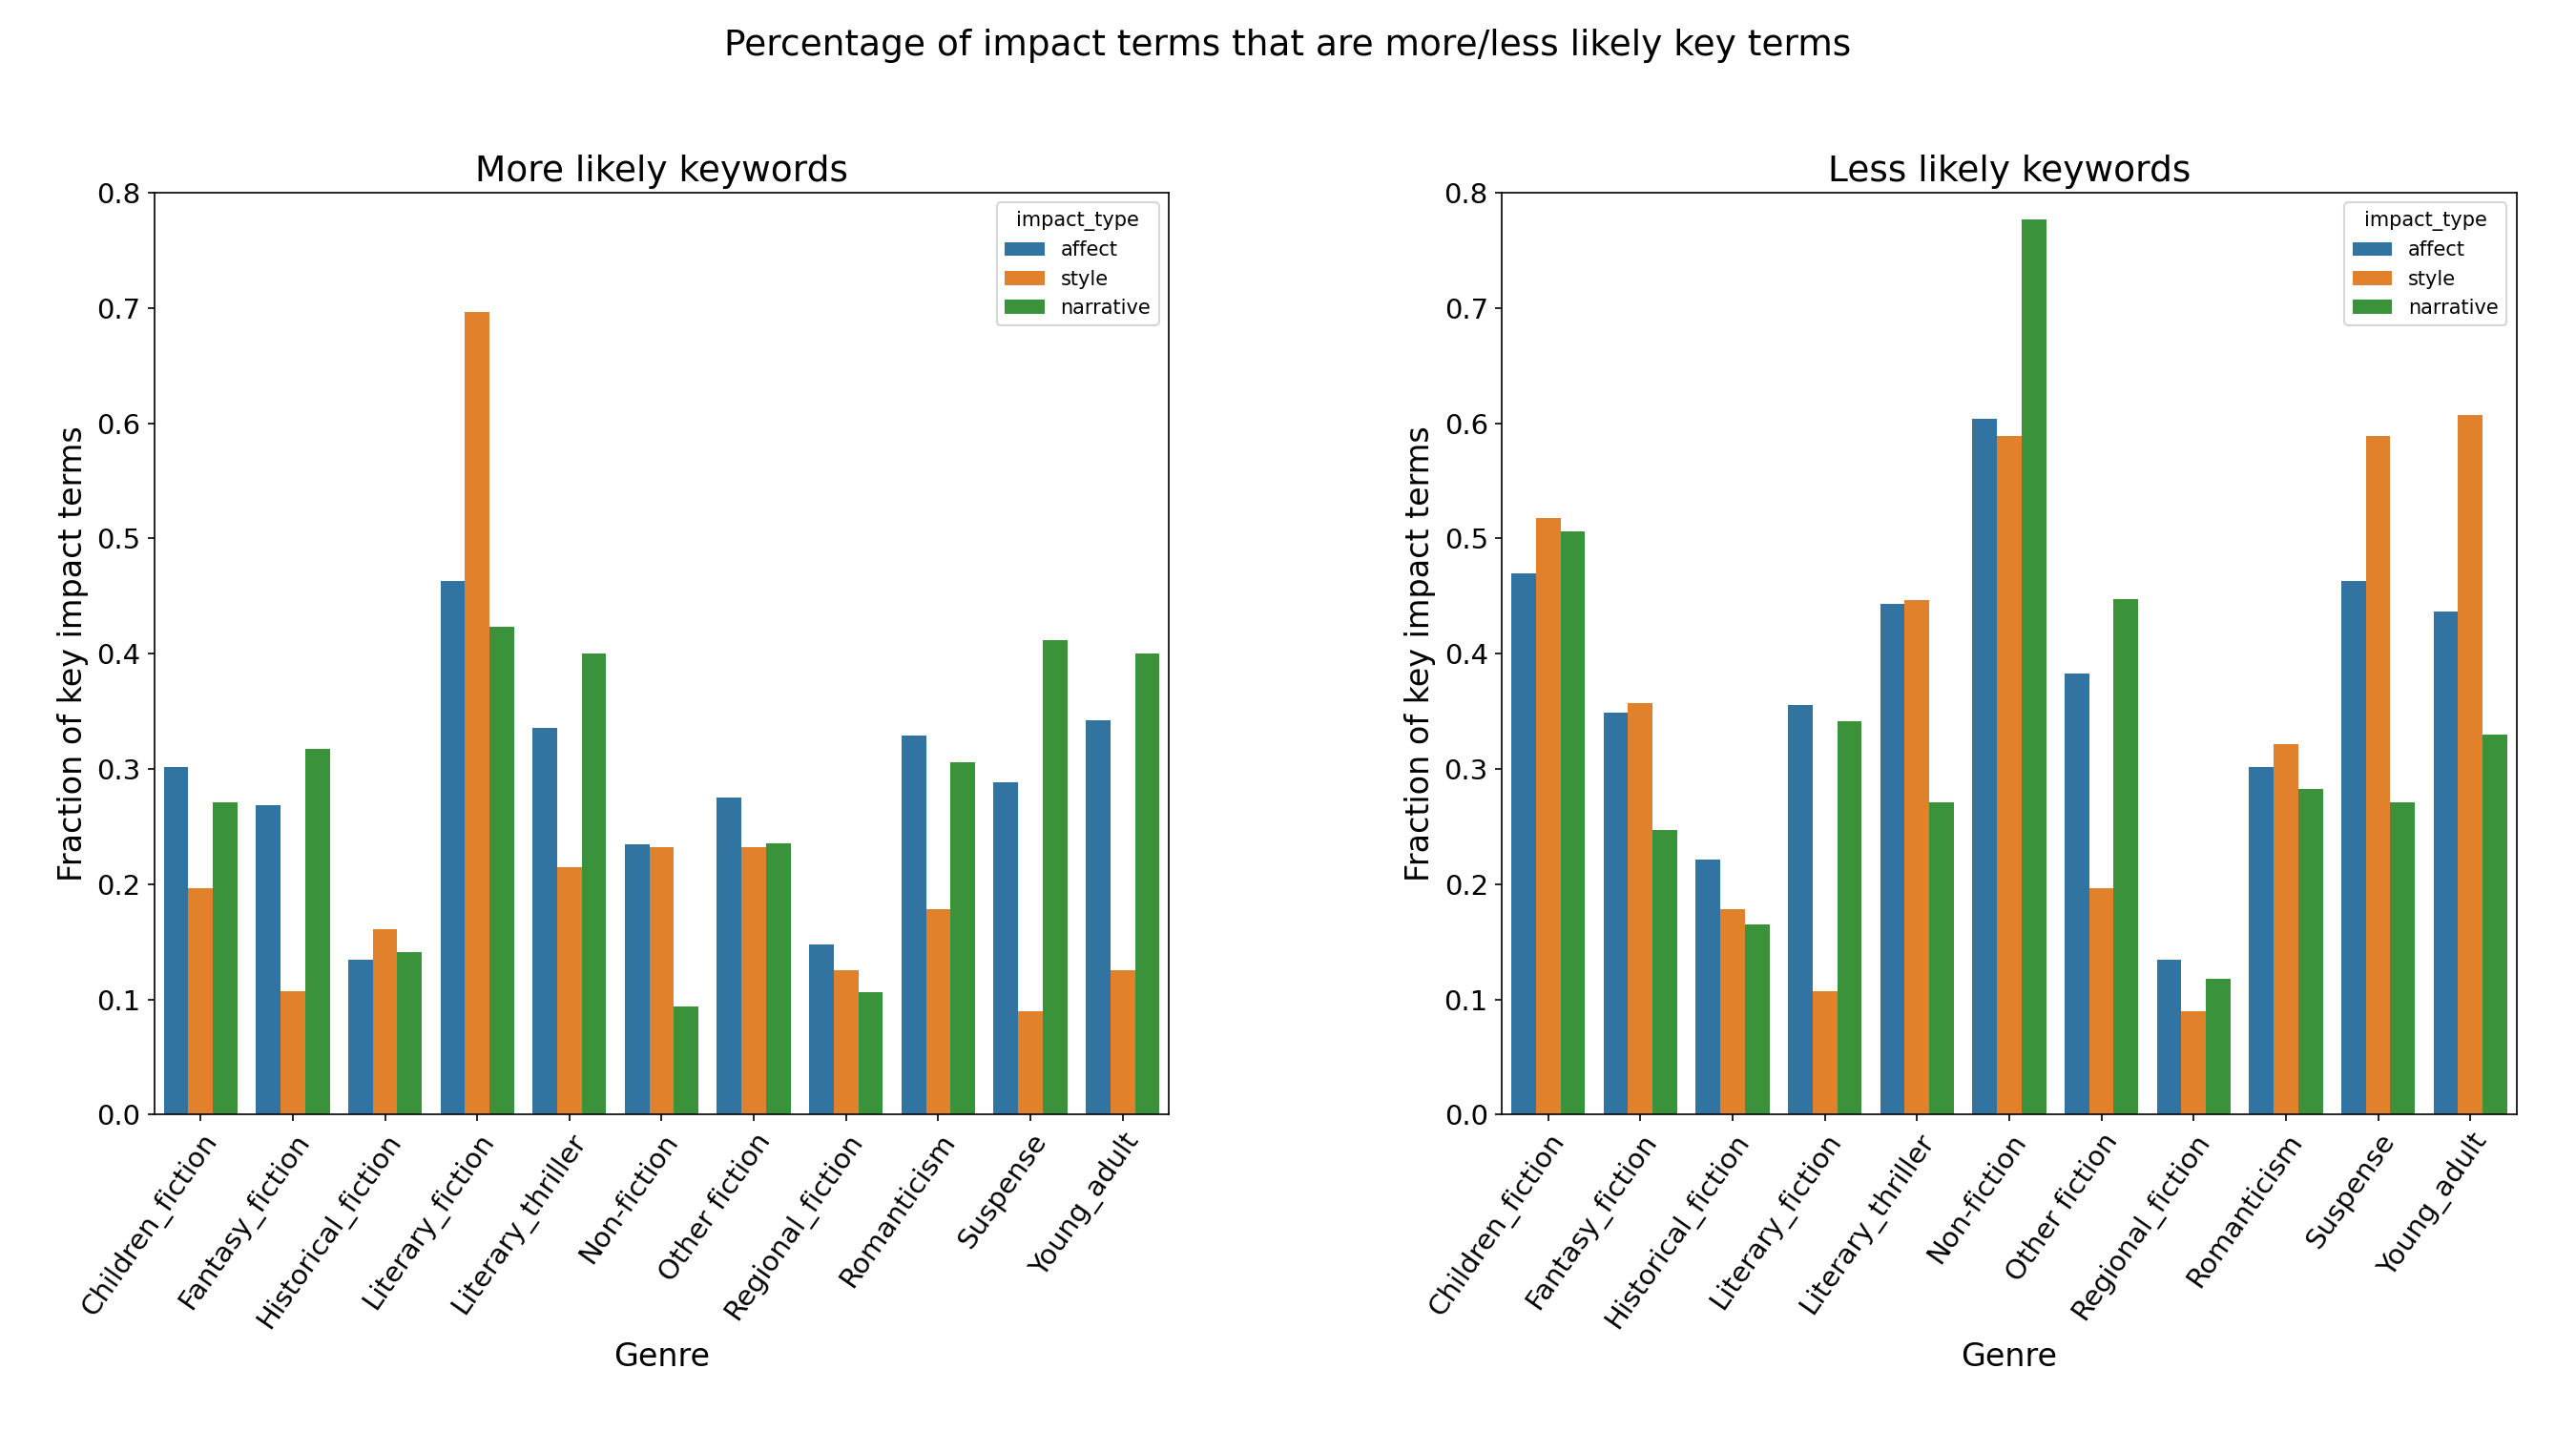 Percentage of impact terms that are more/less likely key terms
More likely keywords
Fraction of key impact terms
0.8
0.7
0.6
0.5
0.4
0.3
0.2
0.1
0.0
impact_type
affect
style
narrative
Children_fiction
Fantasy_fiction
Historical_fiction
Literary_fiction
Literary_thriller
Non-fiction
Other fiction
Regional_fiction
Romanticism
Suspense
Young_adult
Genre
Less likely keywords
Fraction of key impact terms
0.8
0.7
0.6
0.5
0.4
0.3
0.2
0.1
0.0
impact_type
affect
style
narrative
Children_fiction
Fantasy_fiction
Historical_fiction
Literary_fiction
Literary_thriller
Non-fiction
Other fiction
Regional_fiction
Romanticism
Suspense
Young_adult
Genre